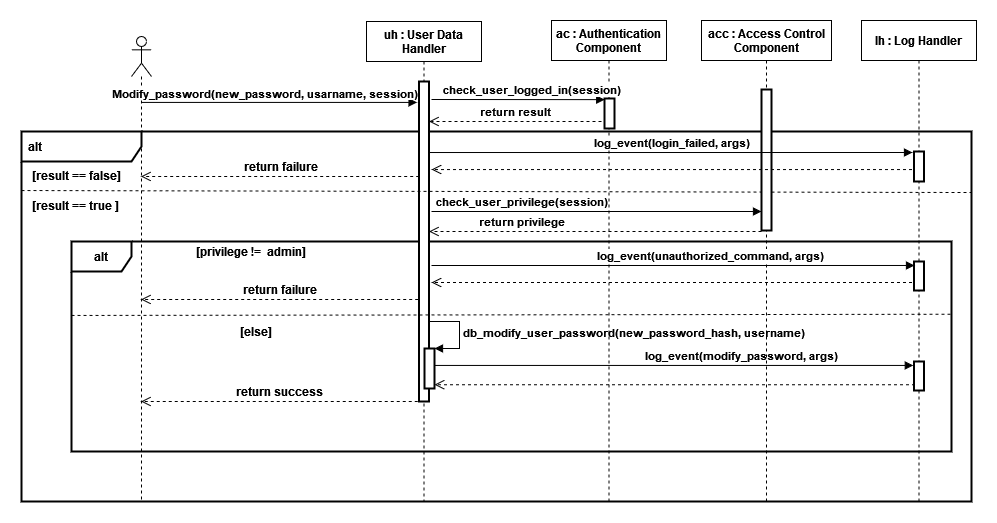 uh : User Data
Handler
ac : Authentication
Component
acc : Access Control
Component
lh : Log Handler
Modify_password(new_password, usarname, session)
check_user_logged_in(session)
return result
alt
log_event(login_failed, args)
return failure
[result == false]
[result == true ]
check_user_privilege(session)
return privilege
alt
[privilege != admin]
log_event(unauthorized_command, args)
return failure
[else]
db_modify_user_password(new_password_hash, username)
log_event(modify_password, args)
return success